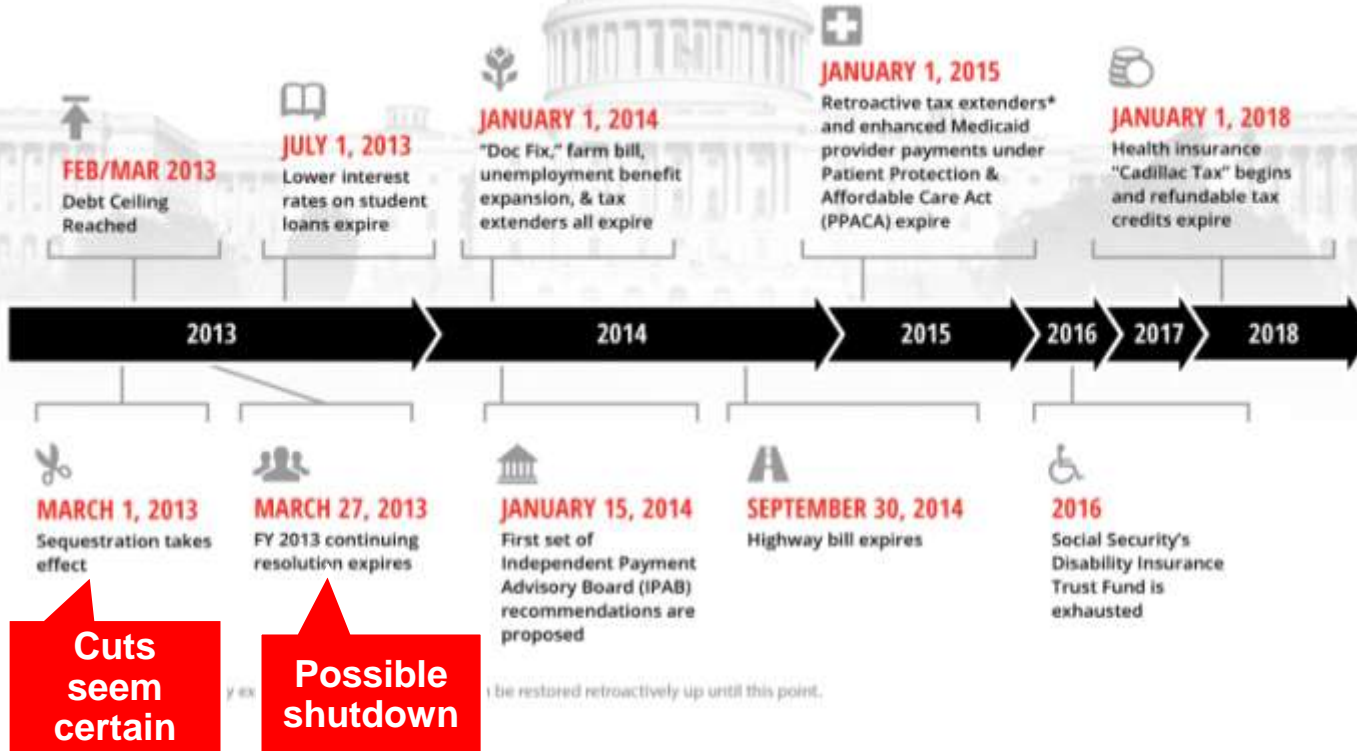 FEB/MAR 2013
Debt Ceiling
Reached
JULY 1, 2013
Lower interest
rates on student
loans expire
JANUARY 1, 2014
"Doc Fix," farm bill,
unemployment benefit
expansion, & tax
extenders all expire
JANUARY 1, 2015
Retroactive tax extenders*
and enhanced Medicaid
provider payments under
Patient Protection &
Affordable Care Act
(PPACA) expire
JANUARY 1, 2018
Health insurance
"Cadillac Tax" begins
and refundable tax
credits expire
2013 2014 2015 2016 2017 2018
MARCH 1, 2013
Sequestration takes
effect
MARCH 27, 2013
FY 2013 continuing
resolution expires
JANUARY 15, 2014
First set of
Independent Payment
Advisory Board (IPAB)
recommendations are
proposed
SEPTEMBER 30, 2014
Highway bill expires
2016
Social Security's
Disability Insurance
Trust Fund is
exhausted
Cuts
seem
certain
Possible
shutdown
be restored retroactively up until this point.